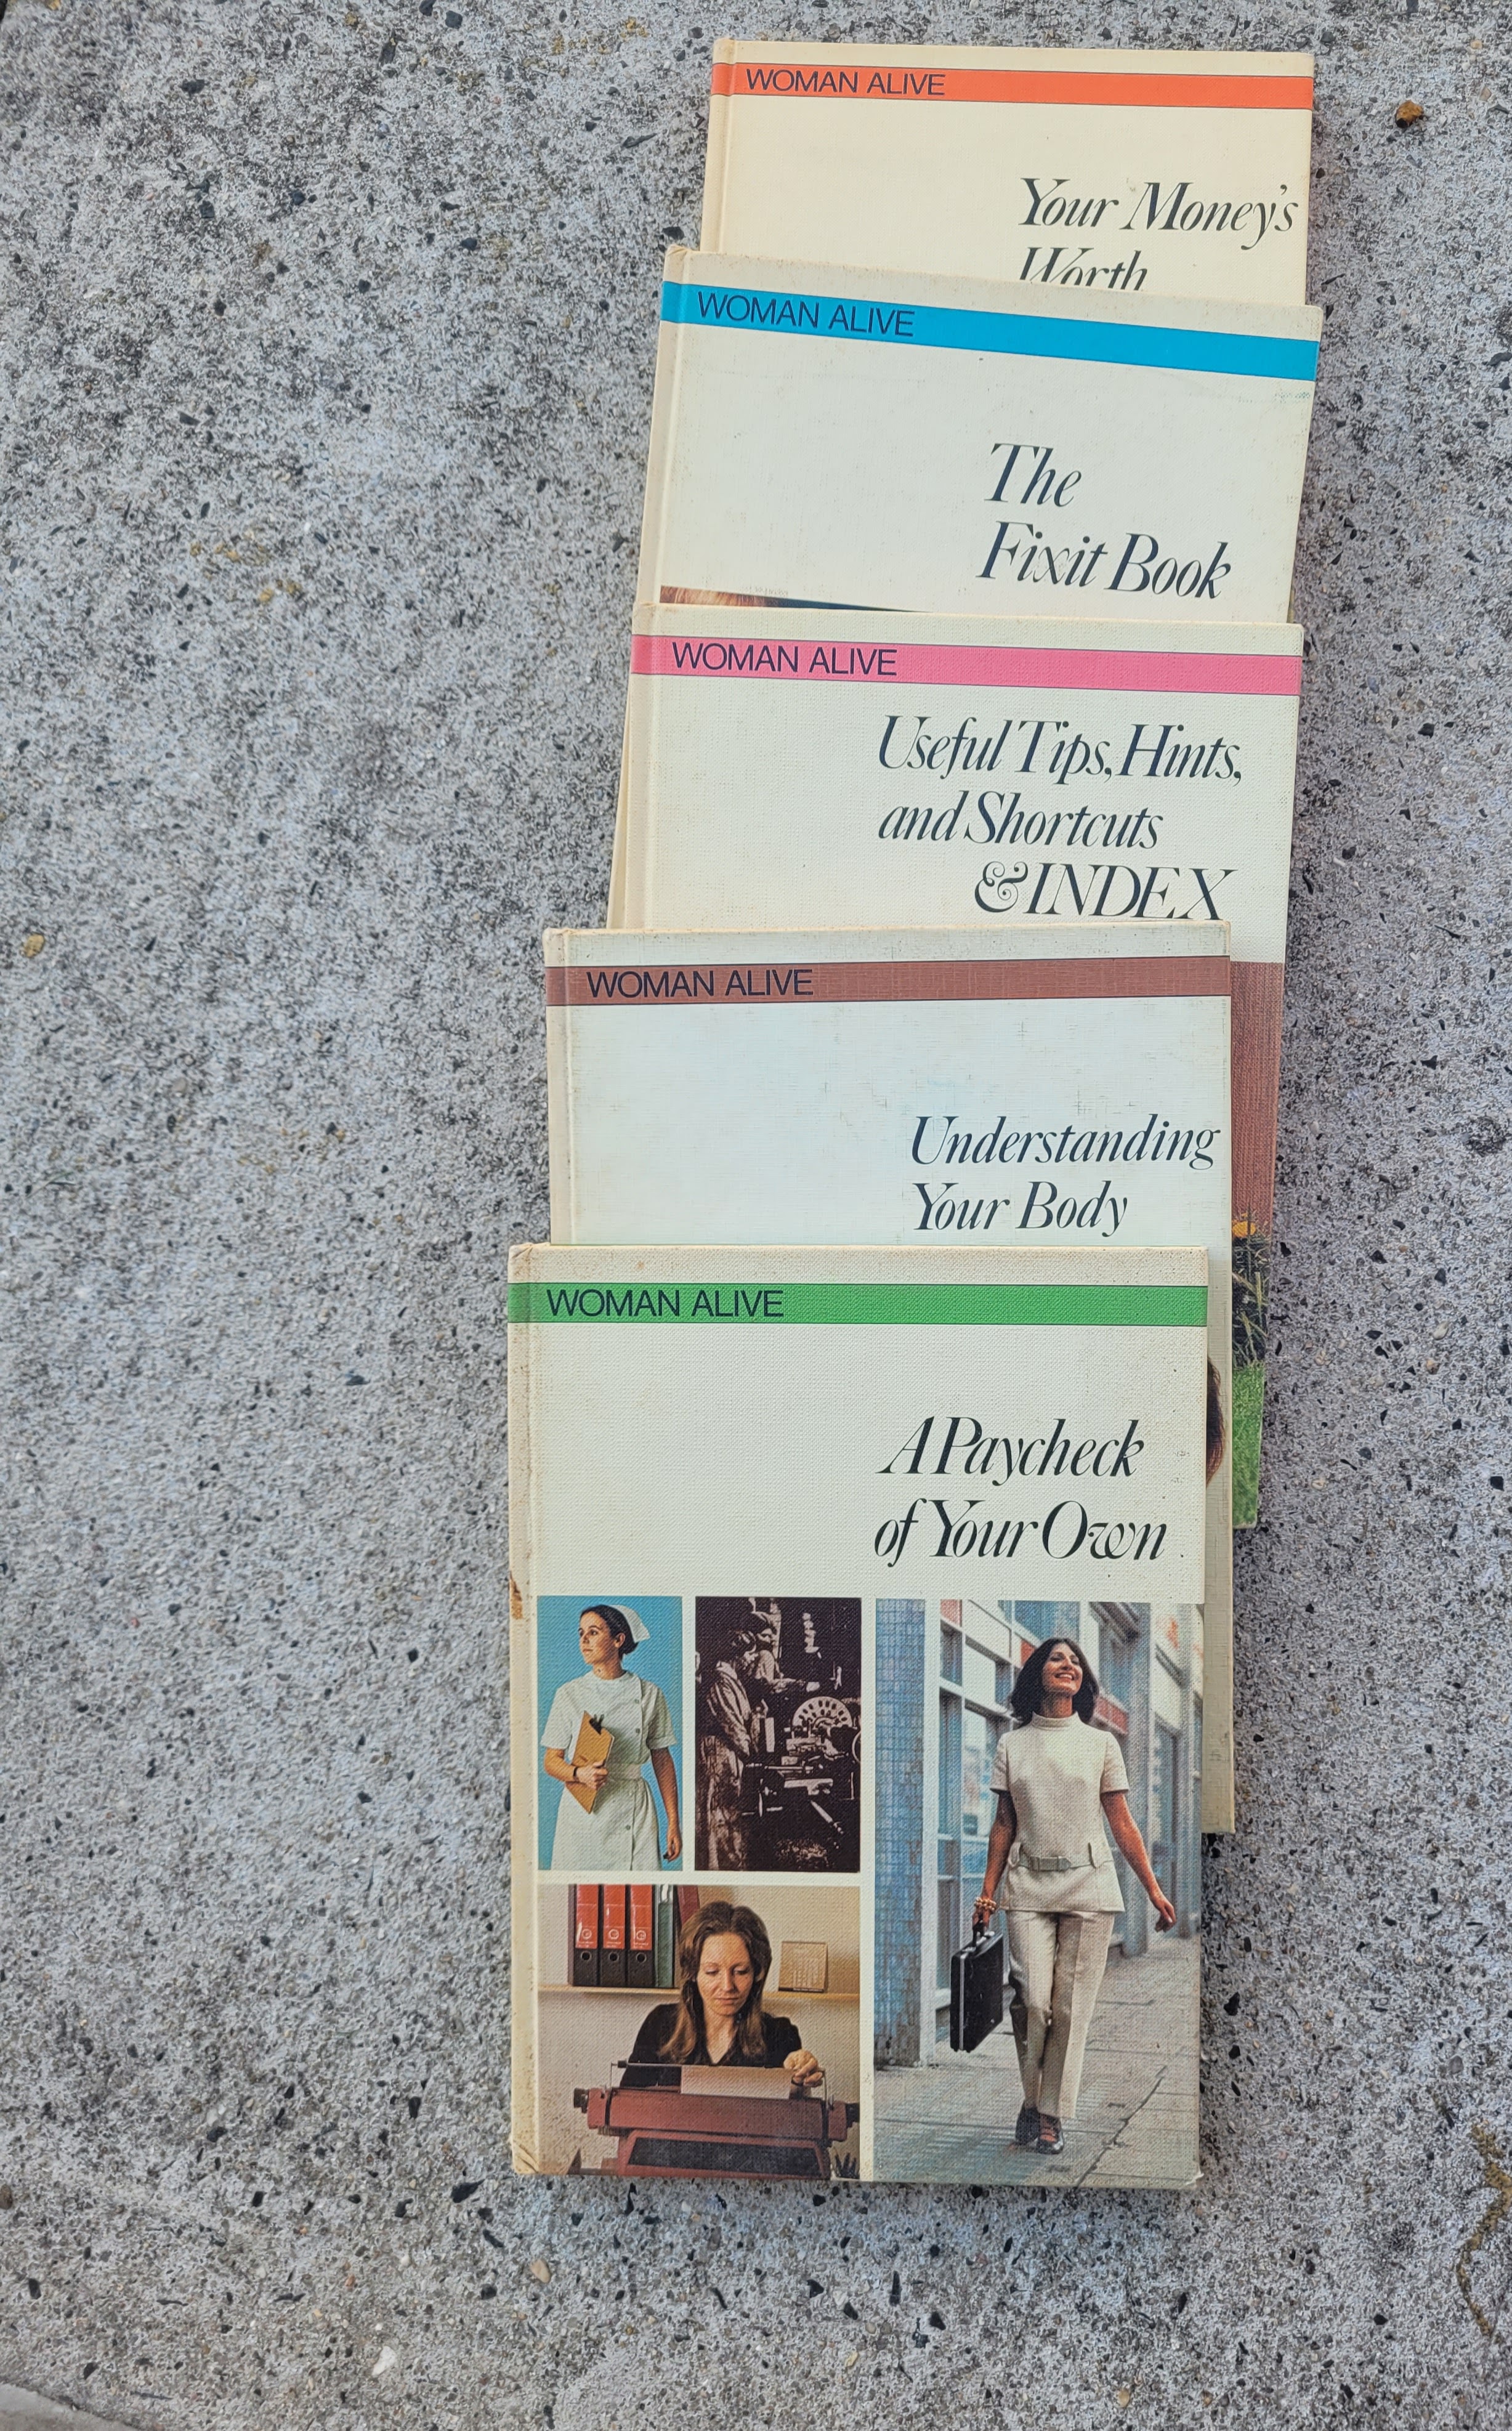 WOMAN ALIVE
Your Money's
Worth
WOMAN ALIVE
The
Fixit Book
WOMAN ALIVE
Useful Tips, Hints,
and Shortcuts
& INDEX
WOMAN ALIVE
Understanding
Your Body
WOMAN ALIVE
A Paycheck
of Your Own